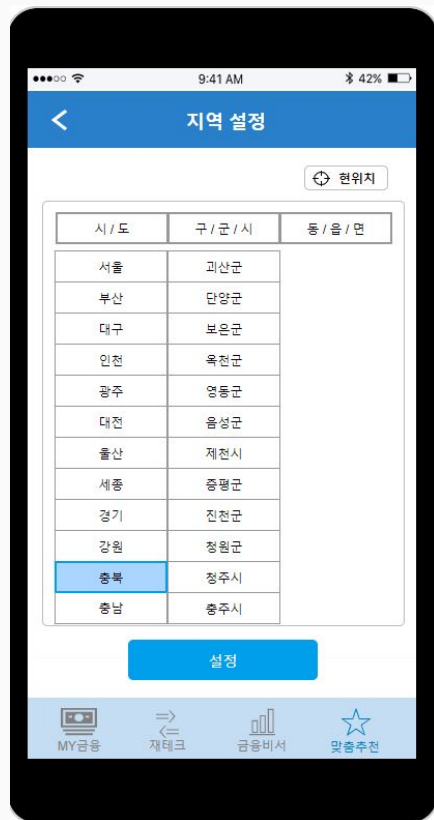 9:41 AM
42%
지역 설정
현위치
시 / 도 구 / 군 / 시 동 / 읍 / 면
서울 괴산군
부산 단양군
대구 보은군
인천 옥천군
광주 영동군
대전 음성군
울산 제천시
세종 증평군
경기 진천군
강원 청원군
충북 청주시
충남 충주시
설정
MY금융 재테크 금융비서 맞춤추천